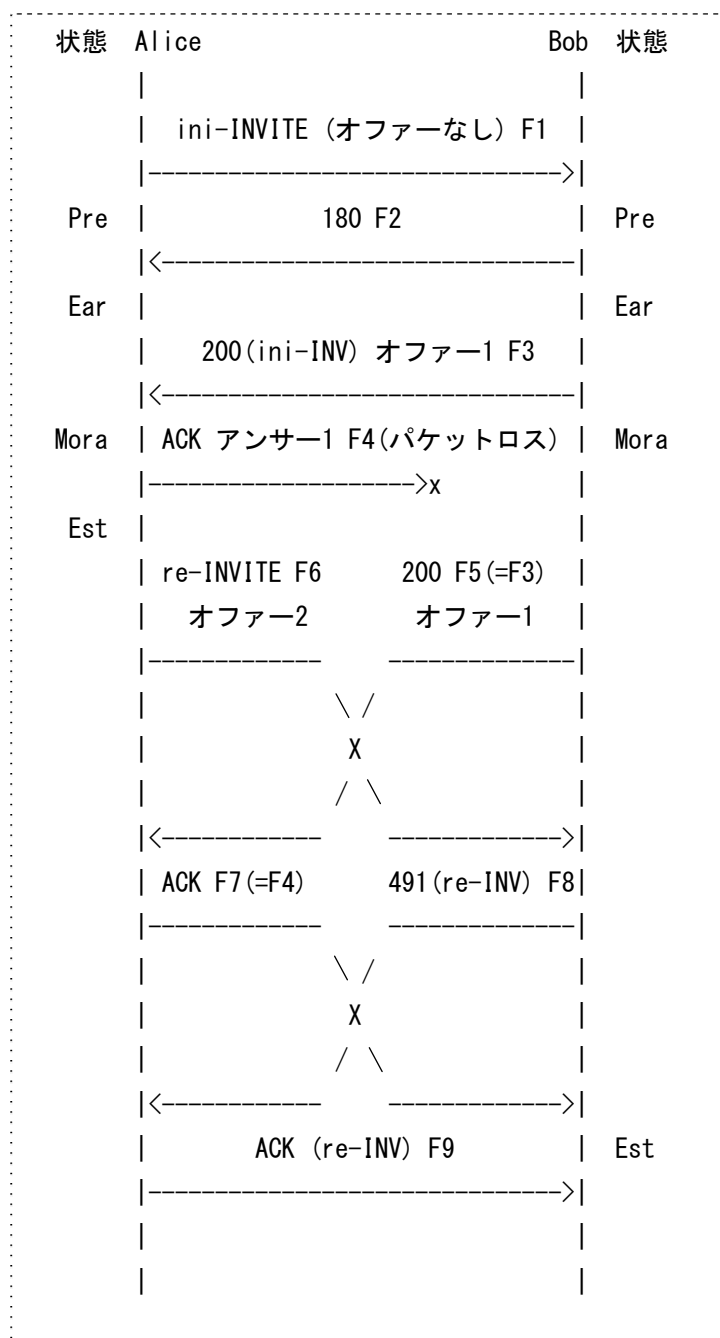 状態 Alice Bob 状態
| |
| ini-INVITE (オファーなし) F1 |
|------------------------------->|
Pre | 180 F2 | Pre
|<-------------------------------|
Ear | | Ear
| 200(ini-INV) オファー1 F3 |
|<-------------------------------|
Mora | ACK アンサー1 F4(パケットロス) | Mora
|-------------------->x |
Est | |
| re-INVITE F6 200 F5(=F3) |
| オファー2 オファー1 |
|------------- --------------|
| \ / |
| X |
| / \ |
|<------------ ------------->|
| ACK F7(=F4) 491(re-INV) F8|
|------------- --------------|
| \ / |
| X |
| / \ |
|<------------ ------------->|
| ACK (re-INV) F9 | Est
|------------------------------->|
| |
| |